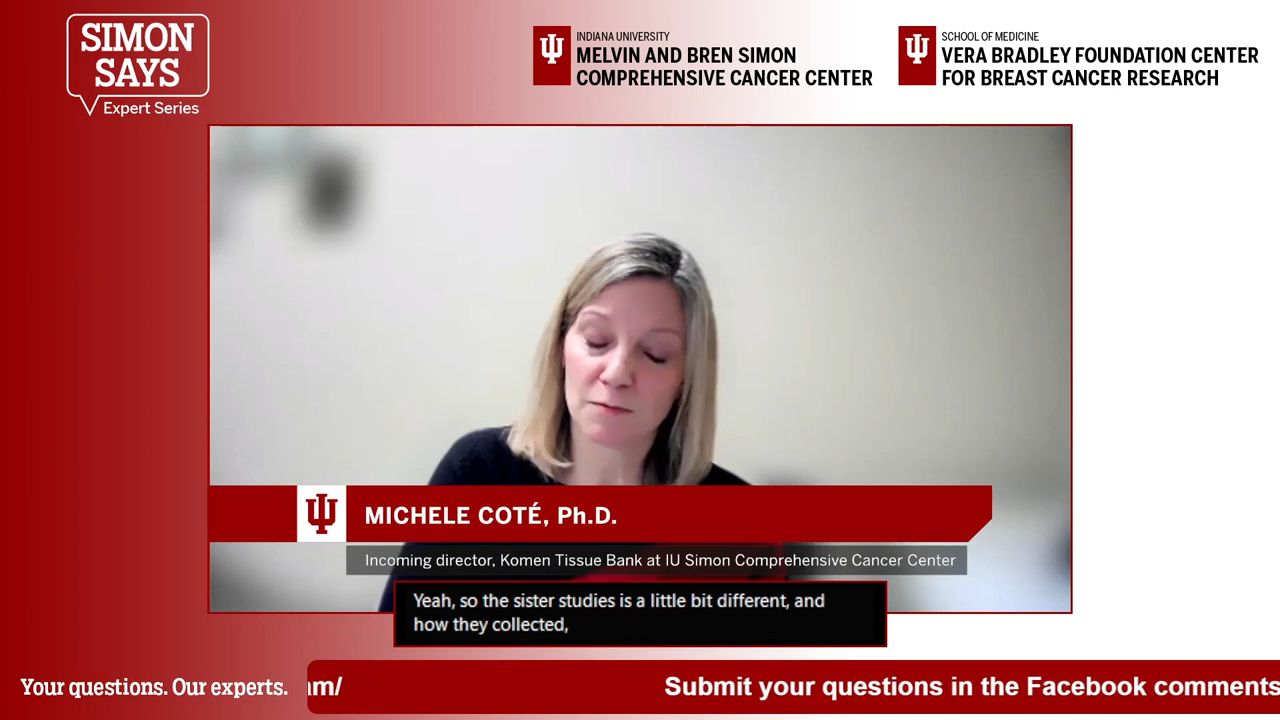 SIMON
SAYS
Expert Series
INDIANA UNIVERSITY
MELVIN AND BREN SIMON
COMPREHENSIVE CANCER CENTER
SCHOOL OF MEDICINE
VERA BRADLEY FOUNDATION CENTER
FOR BREAST CANCER RESEARCH
MICHELE COTÉ, Ph.D.
Incoming director, Komen Tissue Bank at IU Simon Comprehensive Cancer Center
Yeah, so the sister studies is a little bit different, and
how they collected,
Your questions. Our experts.
Submit your questions in the Facebook comments